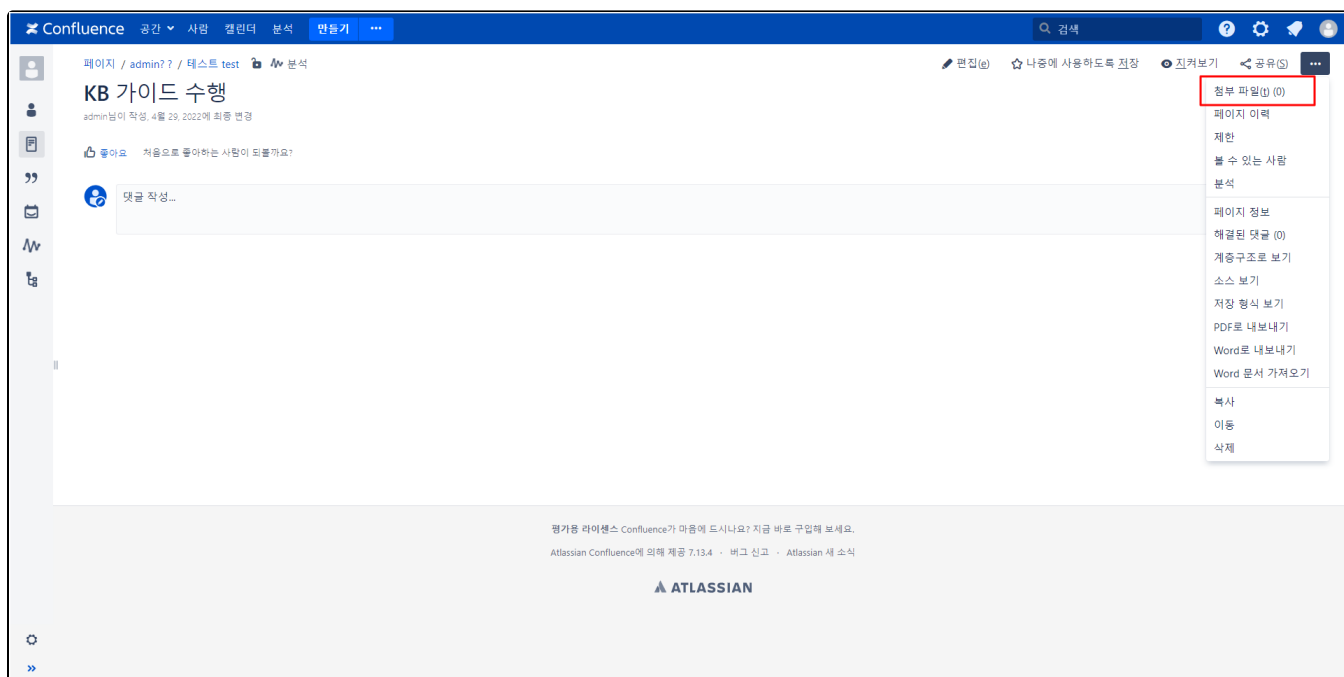 Confluence 공간 사람 캘린더 분석 만들기 ••• 검색
페이지 / admin? ? / 테스트 test 분석 편집(e) 나중에 사용하도록 저장 지켜보기 공유(S) •••
KB 가이드 수행
admin님이 작성, 4월 29, 2022에 최종 변경
좋아요 처음으로 좋아하는 사람이 되볼까요?
댓글 작성...
첨부 파일(t) (0)
페이지 이력
제한
볼 수 있는 사람
분석
페이지 정보
해결된 댓글 (0)
계층구조로 보기
소스 보기
저장 형식 보기
PDF로 내보내기
Word로 내보내기
Word 문서 가져오기
복사
이동
삭제
평가용 라이센스 Confluence가 마음에 드시나요? 지금 바로 구입해 보세요.
Atlassian Confluence에 의해 제공 7.13.4 · 버그 신고 · Atlassian 새 소식
ATLASSIAN